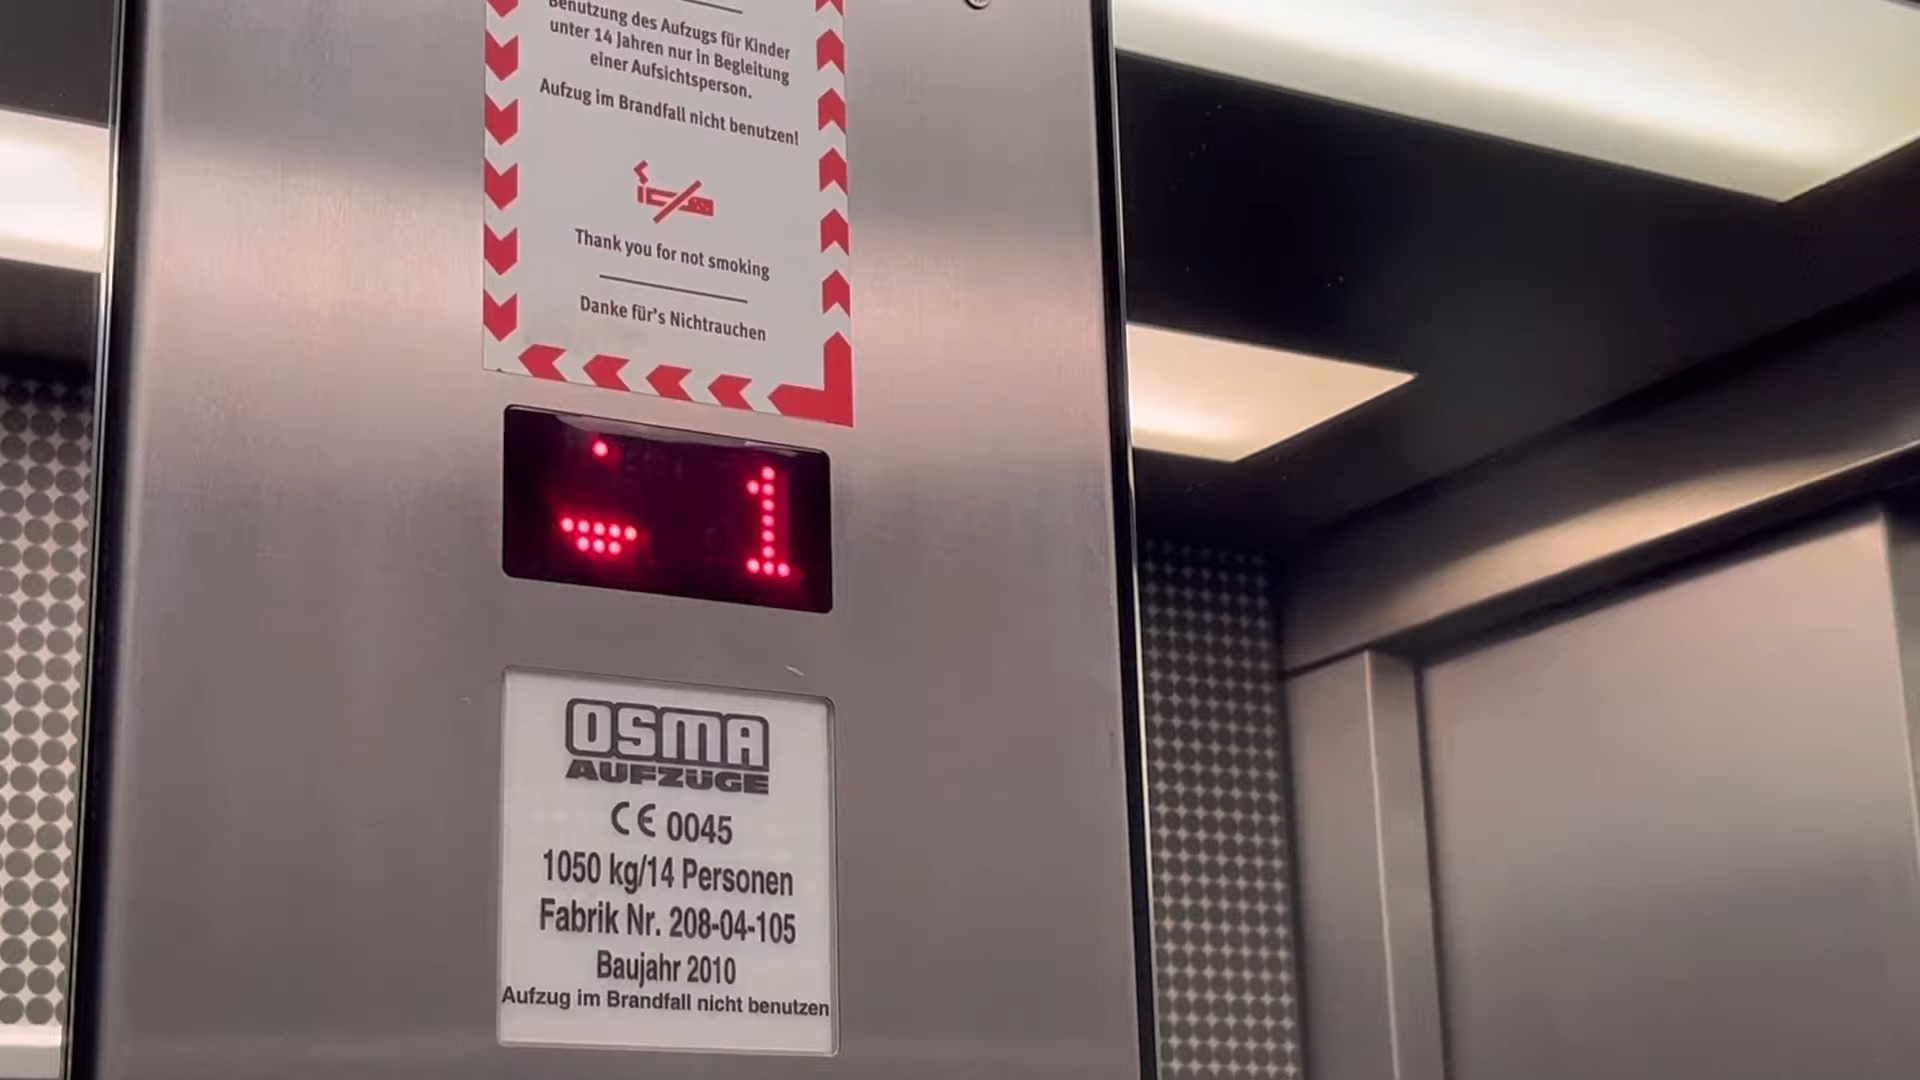 Benutzung des Aufzugs für Kinder
unter 14 Jahren nur in Begleitung
einer Aufsichtsperson.
Aufzug im Brandfall nicht benutzen!
Thank you for not smoking
Danke für's Nichtrauchen
1
OSMA
AUFZÜGE
CE 0045
1050 kg/14 Personen
Fabrik Nr. 208-04-105
Baujahr 2010
Aufzug im Brandfall nicht benutzen